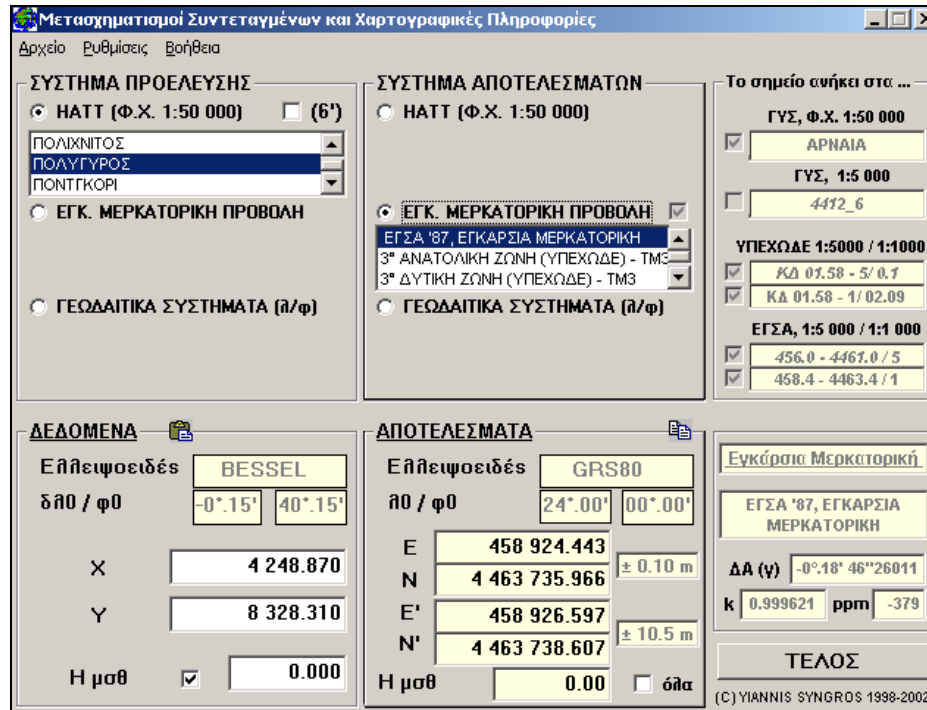 Μετασχηματισμοί Συντεταγμένων και Χαρτογραφικές Πληροφορίες
Αρχείο Ρυθμίσεις Βοήθεια
ΣΥΣΤΗΜΑ ΠΡΟΕΛΕΥΣΗΣ
HATT (Φ.Χ. 1:50 000) (6')
ΠΟΛΙΧΝΙΤΟΣ
ΠΟΛΥΓΥΡΟΣ
ΠΟΝΤΓΚΟΡΙ
ΕΓΚ. ΜΕΡΚΑΤΟΡΙΚΗ ΠΡΟΒΟΛΗ
ΓΕΩΔΑΙΤΙΚΑ ΣΥΣΤΗΜΑΤΑ (λ/φ)
ΣΥΣΤΗΜΑ ΑΠΟΤΕΛΕΣΜΑΤΩΝ
HATT (Φ.Χ. 1:50 000)
ΕΓΚ. ΜΕΡΚΑΤΟΡΙΚΗ ΠΡΟΒΟΛΗ
ΕΓΣΑ '87, ΕΓΚΑΡΣΙΑ ΜΕΡΚΑΤΟΡΙΚΗ
3° ΑΝΑΤΟΛΙΚΗ ΖΩΝΗ (ΥΠΕΧΩΔΕ) - ΤΜ3
3° ΔΥΤΙΚΗ ΖΩΝΗ (ΥΠΕΧΩΔΕ) - ΤΜ3
ΓΕΩΔΑΙΤΙΚΑ ΣΥΣΤΗΜΑΤΑ (λ/φ)
Το σημείο ανήκει στα ...
ΓΥΣ, Φ.Χ. 1:50 000
ΑΡΝΑΙΑ
ΓΥΣ, 1:5 000
4412_6
ΥΠΕΧΩΔΕ 1:5000 / 1:1000
ΚΔ 01.58 - 5/ 0.1
ΚΔ 01.58 - 1/ 02.09
ΕΓΣΑ, 1:5 000 / 1:1 000
456.0 - 4461.0 / 5
458.4 - 4463.4 / 1
ΔΕΔΟΜΕΝΑ
Ελλειψοειδές BESSEL
δλ0 / φ0 -0°.15' 40°.15'
X 4 248.870
Y 8 328.310
Η μσθ 0.000
ΑΠΟΤΕΛΕΣΜΑΤΑ
Ελλειψοειδές GRS80
λ0 / φ0 24°.00' 00°.00'
E 458 924.443
N 4 463 735.966
± 0.10 m
E' 458 926.597
N' 4 463 738.607
± 10.5 m
Η μσθ 0.00 όλα
Εγκάρσια Μερκατορική
ΕΓΣΑ '87, ΕΓΚΑΡΣΙΑ
ΜΕΡΚΑΤΟΡΙΚΗ
ΔΑ (γ) -0°.18' 46''26011
k 0.999621 ppm -379
ΤΕΛΟΣ
(C) YIANNIS SYNGROS 1998-2002